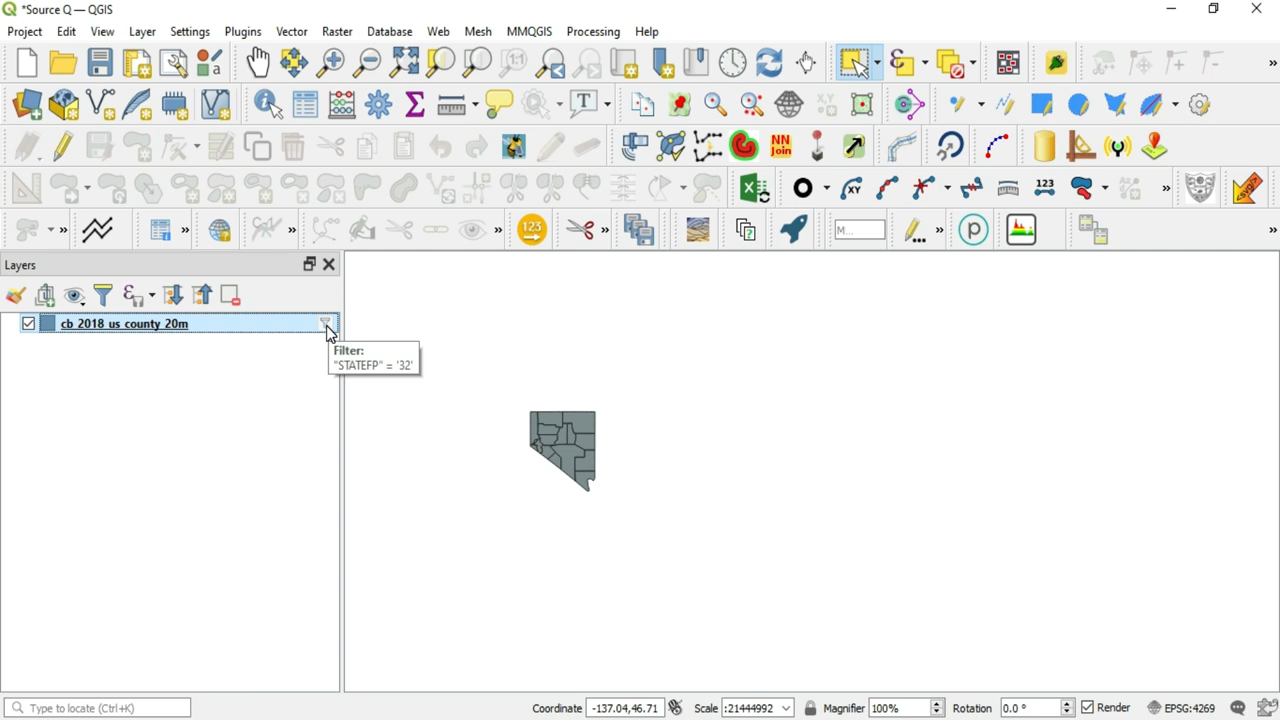 *Source Q — QGIS
Project Edit View Layer Settings Plugins Vector Raster Database Web Mesh MMQGIS Processing Help
NN
Join
XY 123
123 M... p
Layers
cb 2018 us county 20m
Filter:
"STATEFP" = '32'
Type to locate (Ctrl+K) Coordinate -137.04,46.71 Scale :21444992 Magnifier 100% Rotation 0.0 ° Render EPSG:4269